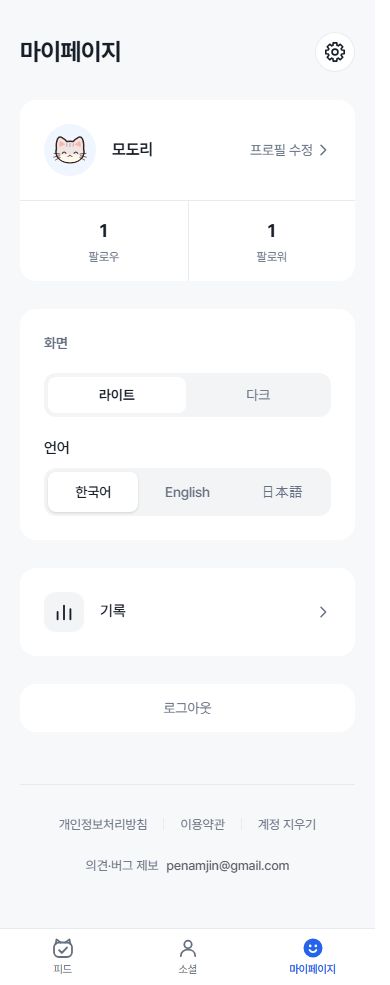 마이페이지
모도리
프로필 수정
1 1
팔로우 팔로워
화면
라이트 다크
언어
한국어 English 日本語
기록
로그아웃
개인정보처리방침 이용약관 계정 지우기
의견·버그 제보 penamjin@gmail.com
피드 소셜 마이페이지